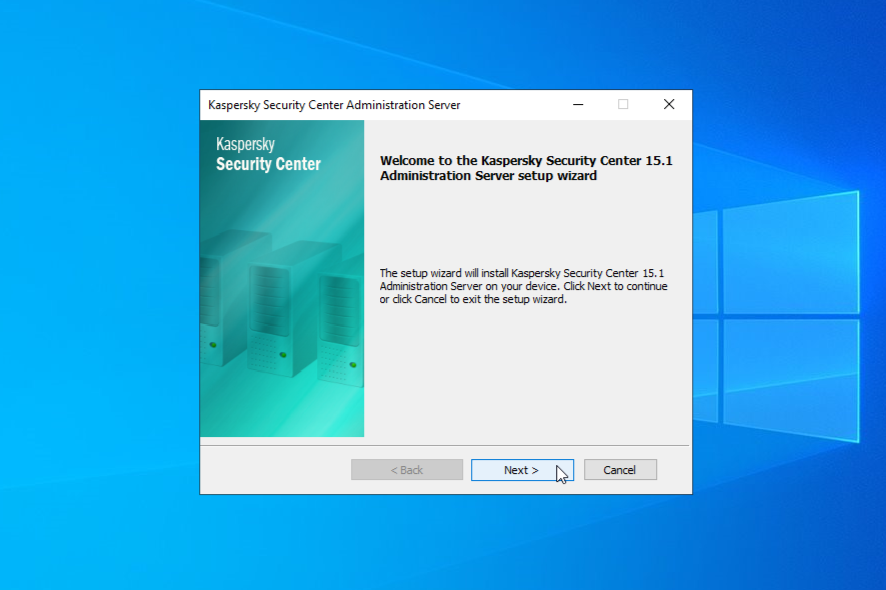 Kaspersky Security Center Administration Server
Kaspersky
Security Center
Welcome to the Kaspersky Security Center 15.1
Administration Server setup wizard
The setup wizard will install Kaspersky Security Center 15.1
Administration Server on your device. Click Next to continue
or click Cancel to exit the setup wizard.
< Back
Next >
Cancel